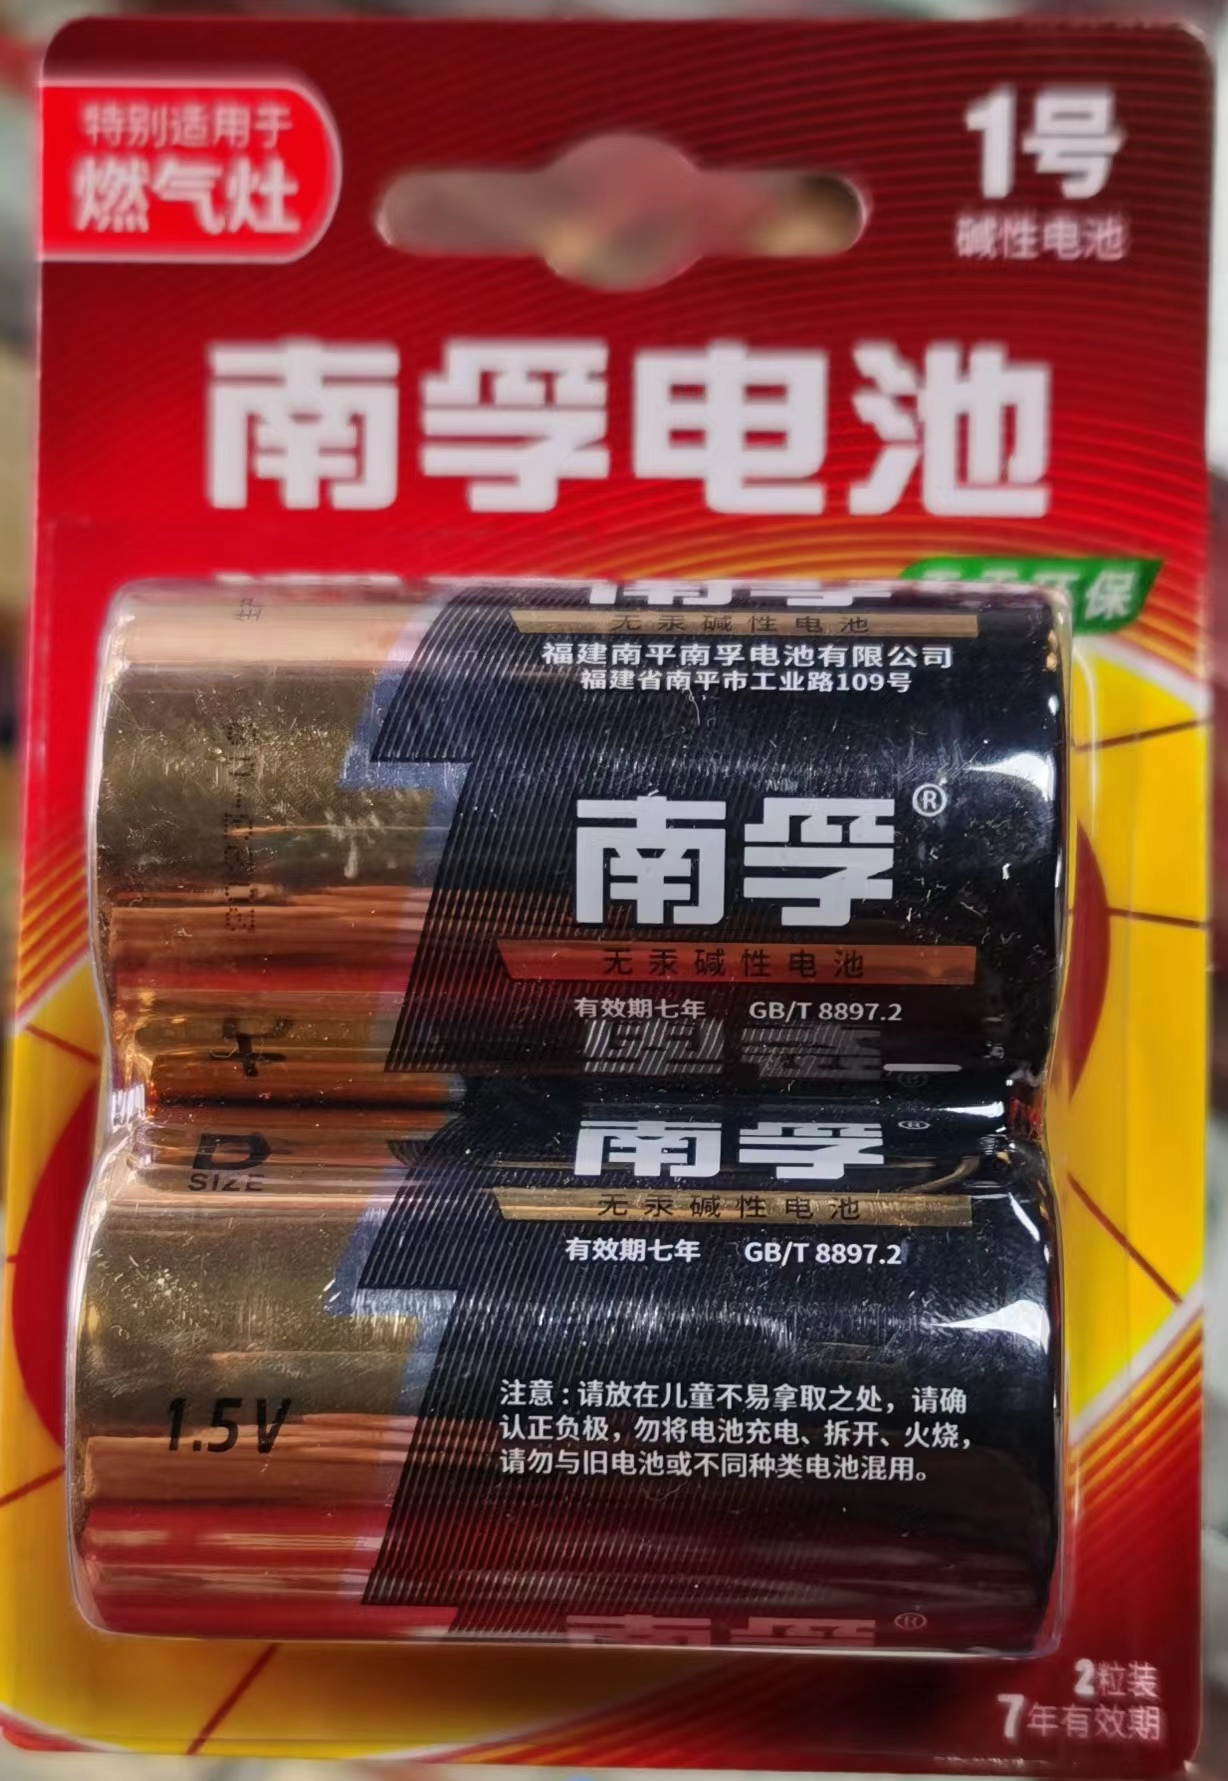 特别适用于
燃气灶
1号
碱性电池
南孚电池
环保
南孚
无汞碱性电池
福建南平南孚电池有限公司
福建省南平市工业路109号
南孚®
无汞碱性电池
有效期七年 GB/T 8897.2
+
南孚®
D
SIZE
无汞碱性电池
有效期七年 GB/T 8897.2
1.5V
注意:请放在儿童不易拿取之处,请确
认正负极,勿将电池充电、拆开、火烧,
请勿与旧电池或不同种类电池混用。
南孚®
2粒装
7年有效期